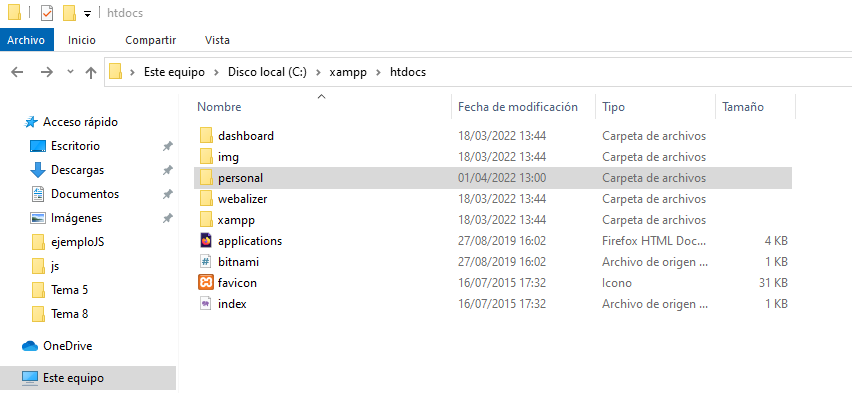 htdocs
Archivo Inicio Compartir Vista
Este equipo Disco local (C:) xampp htdocs
Nombre Fecha de modificación Tipo Tamaño
Acceso rápido
Escritorio
Descargas
Documentos
Imágenes
ejemploJS
js
Tema 5
Tema 8
OneDrive
Este equipo
dashboard 18/03/2022 13:44 Carpeta de archivos
img 18/03/2022 13:44 Carpeta de archivos
personal 01/04/2022 13:00 Carpeta de archivos
webalizer 18/03/2022 13:44 Carpeta de archivos
xampp 18/03/2022 13:44 Carpeta de archivos
applications 27/08/2019 16:02 Firefox HTML Doc... 4 KB
bitnami 27/08/2019 16:02 Archivo de origen ... 1 KB
favicon 16/07/2015 17:32 Icono 31 KB
index 16/07/2015 17:32 Archivo de origen ... 1 KB